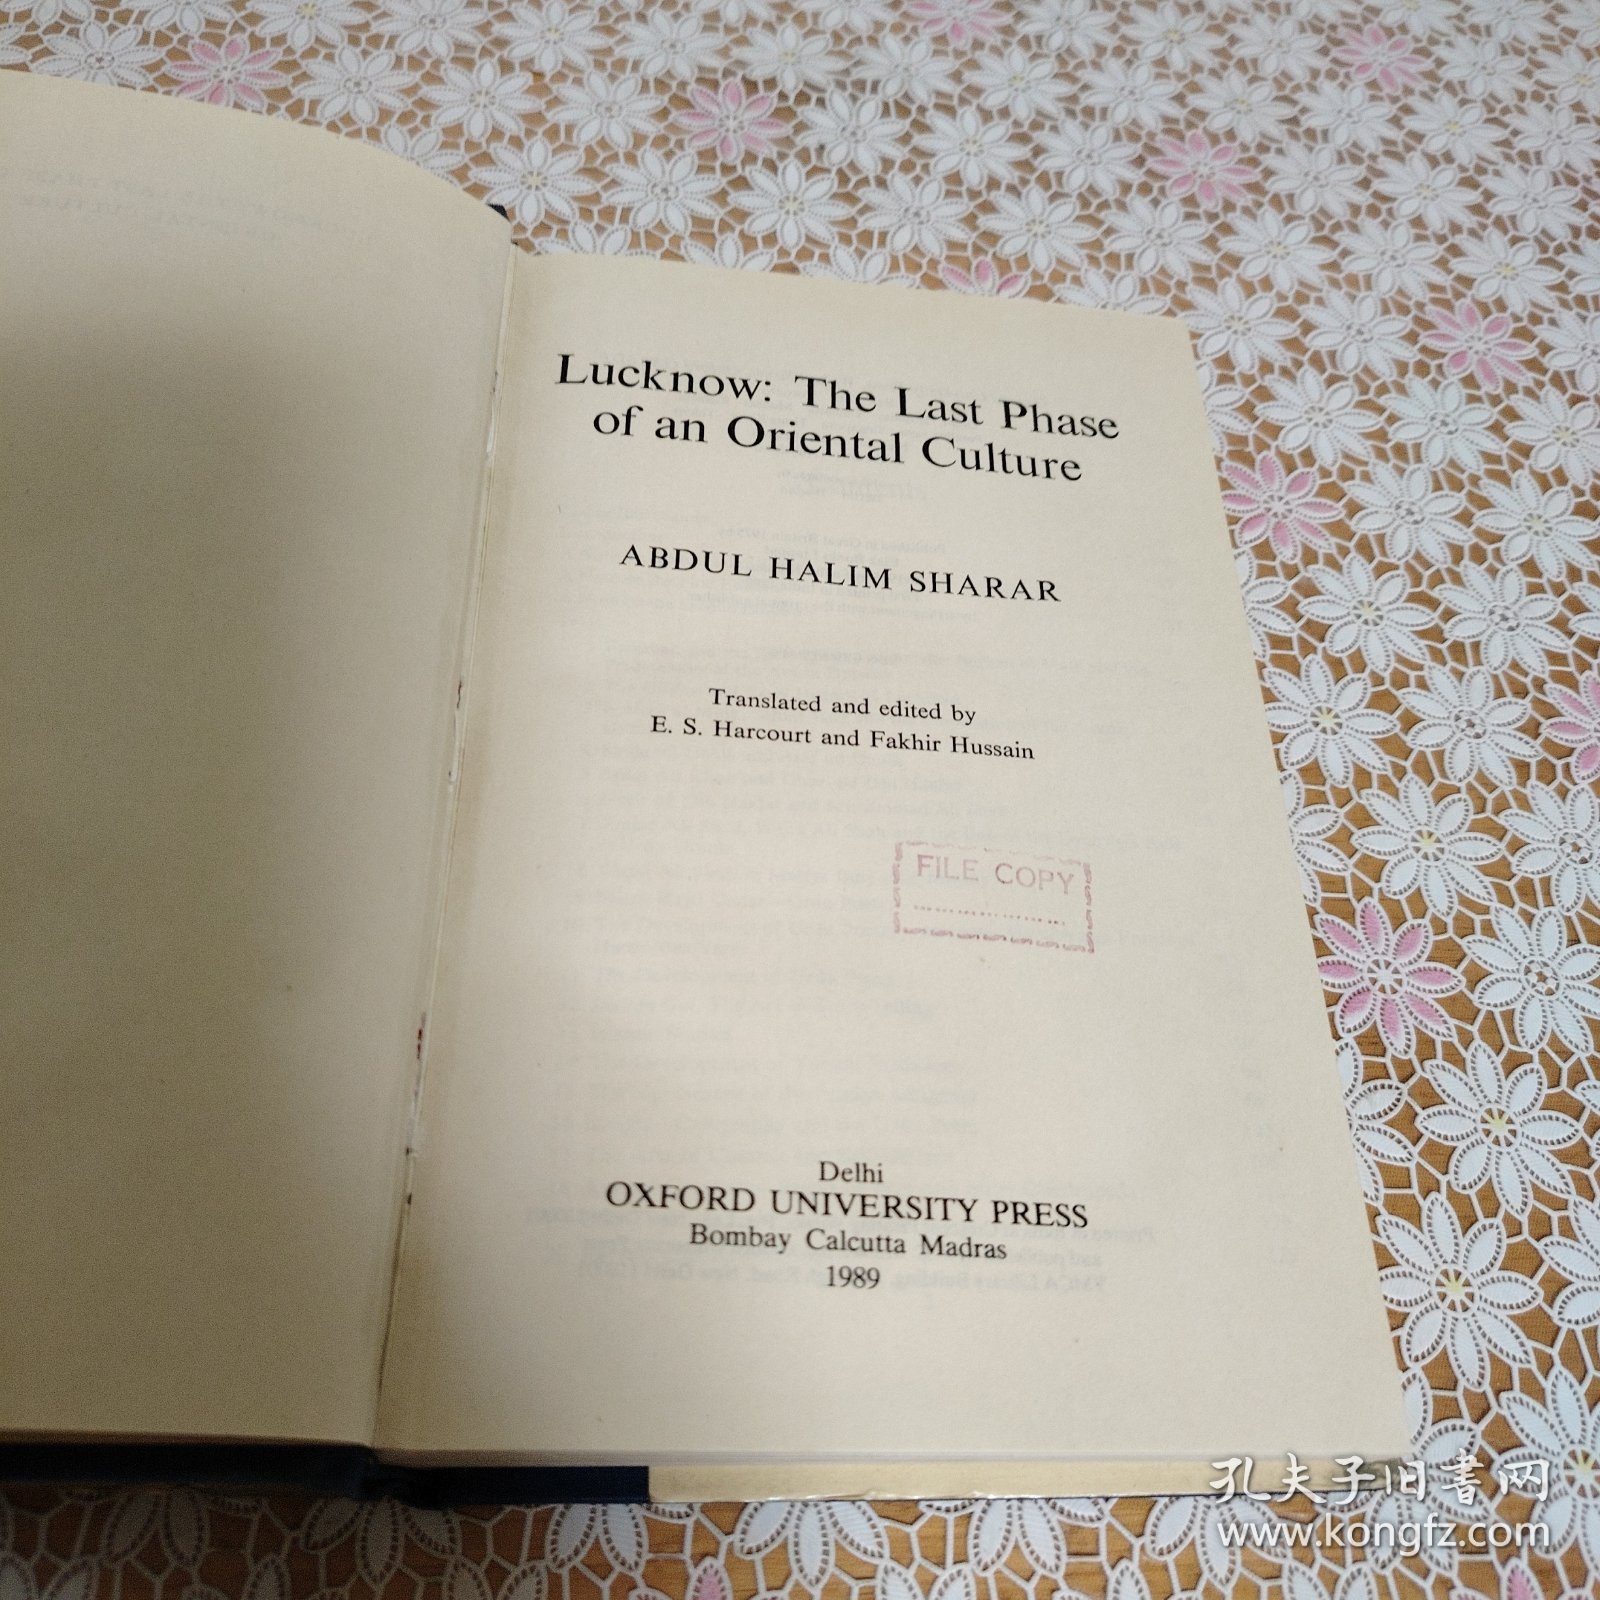 Lucknow: The Last Phase
of an Oriental Culture
ABDUL HALIM SHARAR
Translated and edited by
E. S. Harcourt and Fakhir Hussain
FILE COPY
Delhi
OXFORD UNIVERSITY PRESS
Bombay Calcutta Madras
1989
孔夫子旧书网
www.kongfz.com